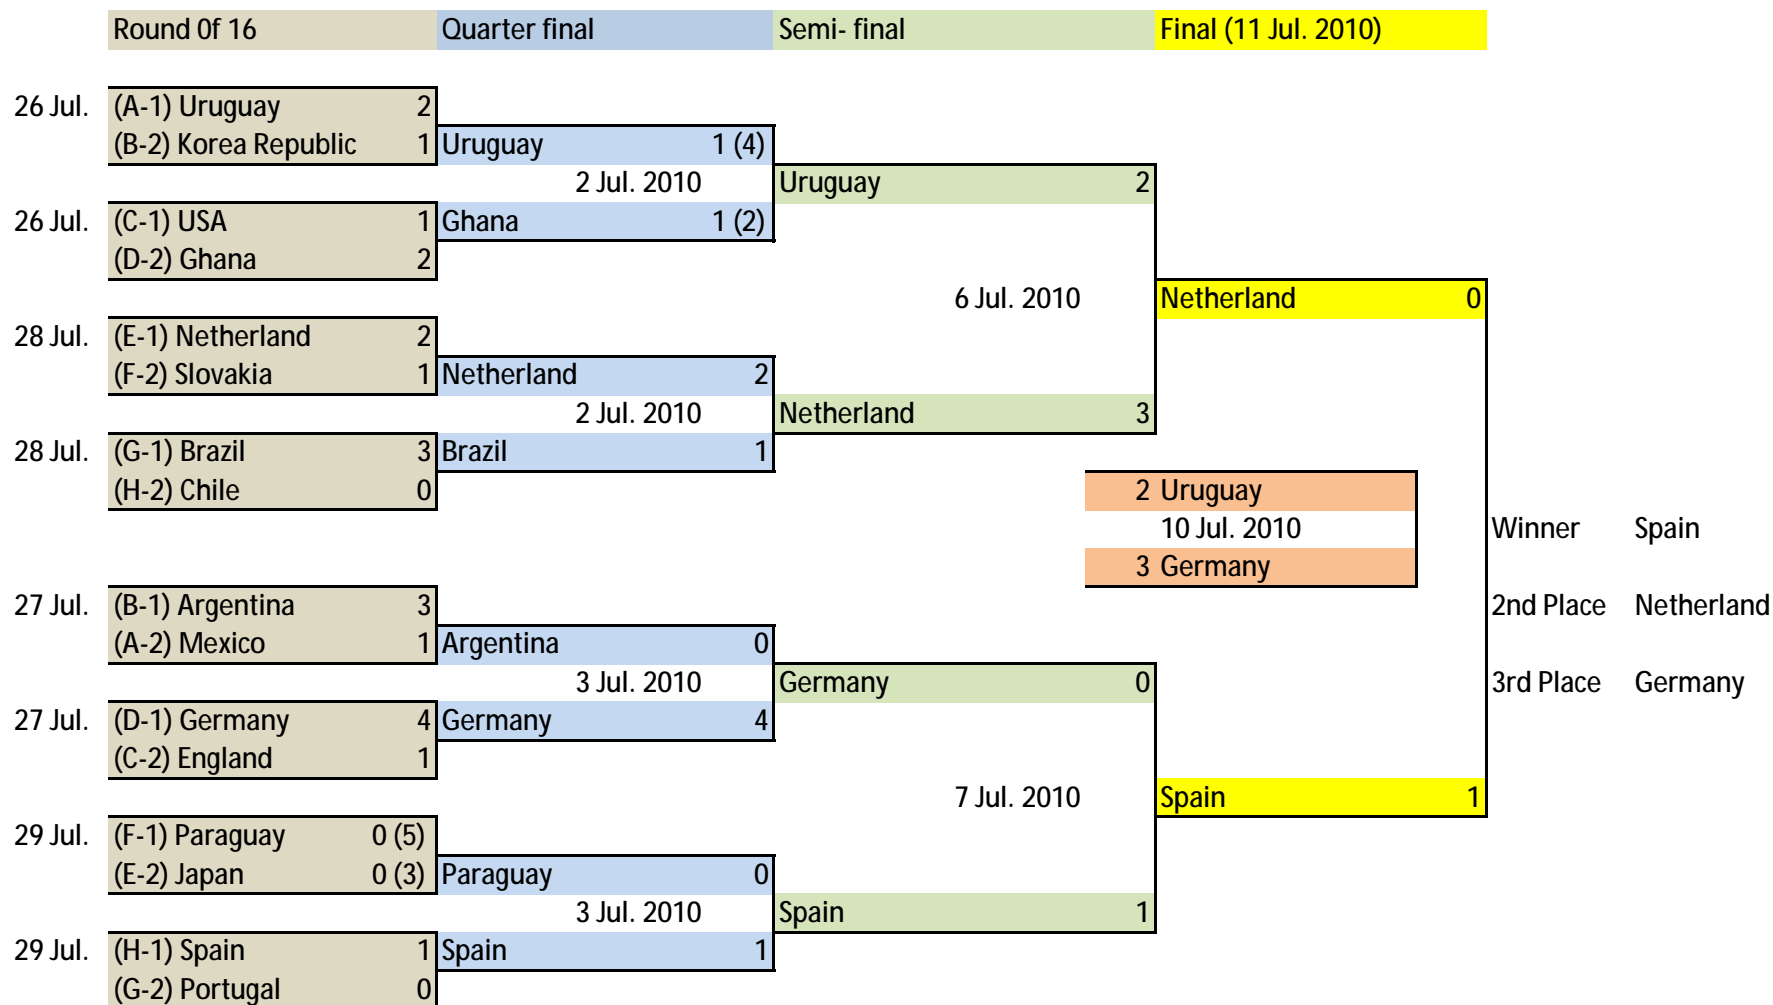 Round 0f 16 Quarter final Semi- final Final (11 Jul. 2010)
26 Jul. (A-1) Uruguay 2
(B-2) Korea Republic 1 Uruguay 1 (4)
2 Jul. 2010 Uruguay 2
26 Jul. (C-1) USA 1 Ghana 1 (2)
(D-2) Ghana 2
6 Jul. 2010 Netherland 0
28 Jul. (E-1) Netherland 2
(F-2) Slovakia 1 Netherland 2
2 Jul. 2010 Netherland 3
28 Jul. (G-1) Brazil 3 Brazil 1
(H-2) Chile 0 2 Uruguay
10 Jul. 2010 Winner Spain
3 Germany
27 Jul. (B-1) Argentina 3 2nd Place Netherland
(A-2) Mexico 1 Argentina 0
3 Jul. 2010 Germany 0 3rd Place Germany
27 Jul. (D-1) Germany 4 Germany 4
(C-2) England 1
7 Jul. 2010 Spain 1
29 Jul. (F-1) Paraguay 0 (5)
(E-2) Japan 0 (3) Paraguay 0
3 Jul. 2010 Spain 1
29 Jul. (H-1) Spain 1 Spain 1
(G-2) Portugal 0